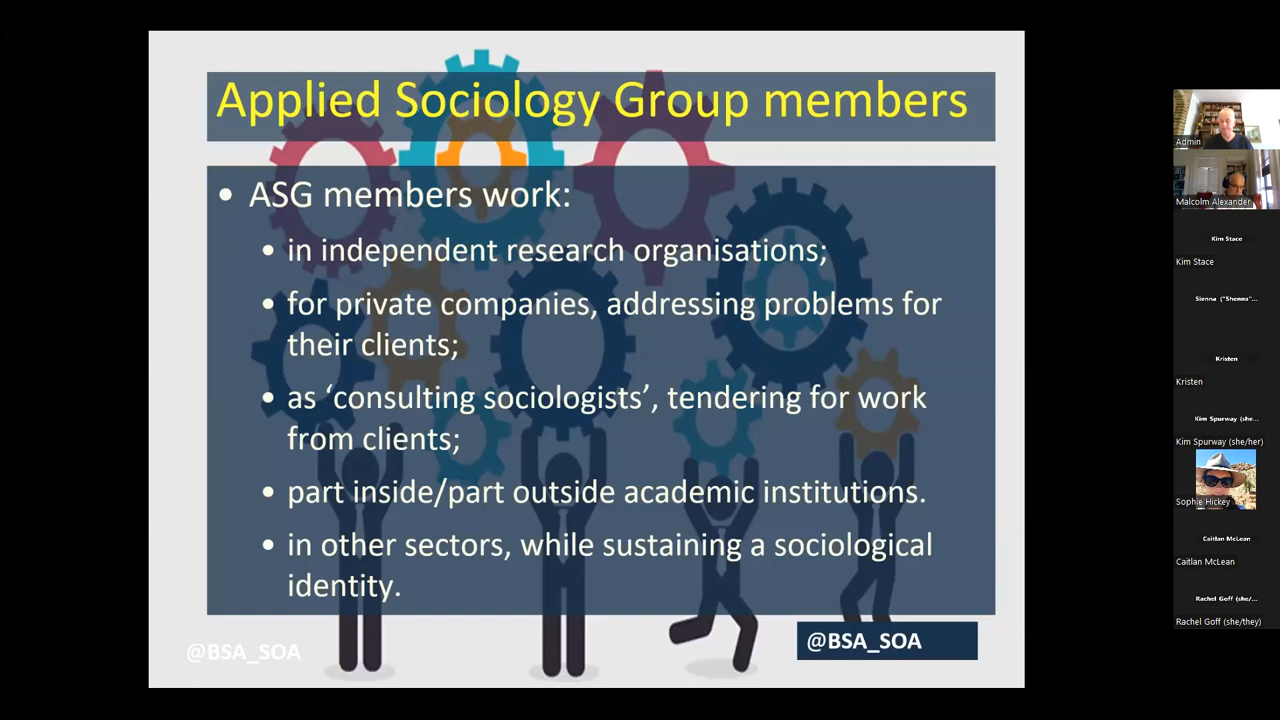 Applied Sociology Group members
• ASG members work:
• in independent research organisations;
• for private companies, addressing problems for
their clients;
• as ‘consulting sociologists’, tendering for work
from clients;
• part inside/part outside academic institutions.
• in other sectors, while sustaining a sociological
identity.
@BSA_SOA
@BSA_SOA
Admin
Malcolm Alexander
Kim Stace
Kim Stace
Sienna ("Shenna"...
Kristen
Kristen
Kim Spurway (she...
Kim Spurway (she/her)
Sophie Hickey
Caitlan McLean
Caitlan McLean
Rachel Goff (she/...
Rachel Goff (she/they)